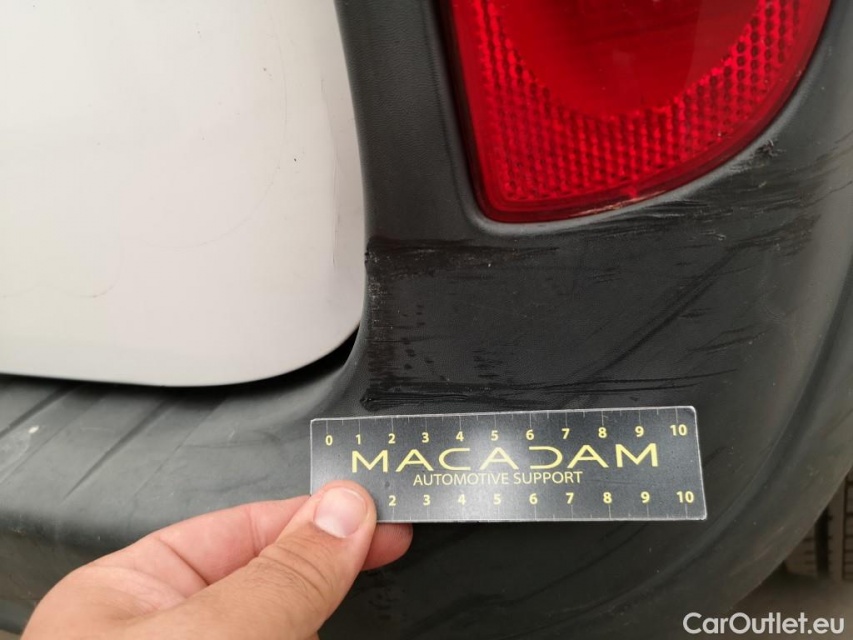 0 1 2 3 4 5 6 7 8 9 10
MACADAM
AUTOMOTIVE SUPPORT
2 3 4 5 6 7 8 9 10
CarOutlet.eu